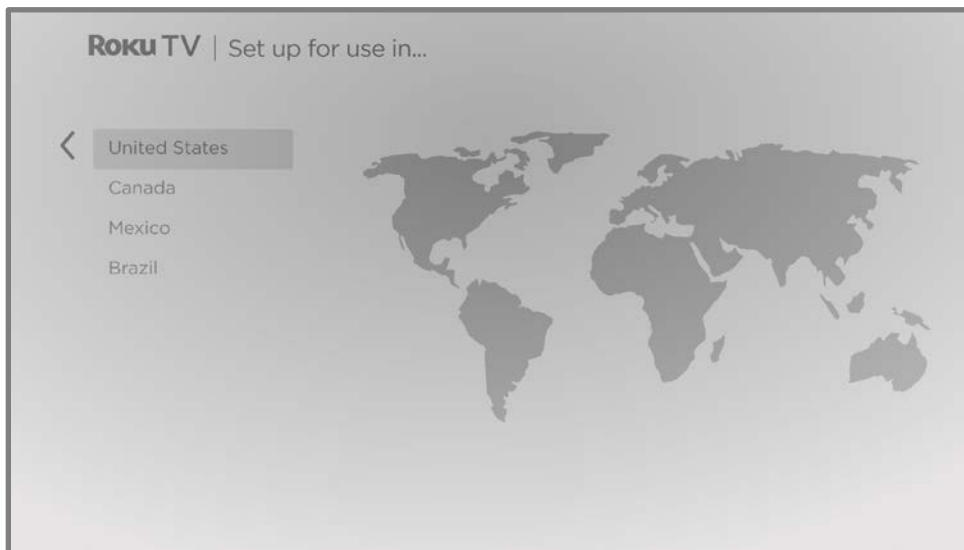 Roku TV | Set up for use in...
United States
Canada
Mexico
Brazil